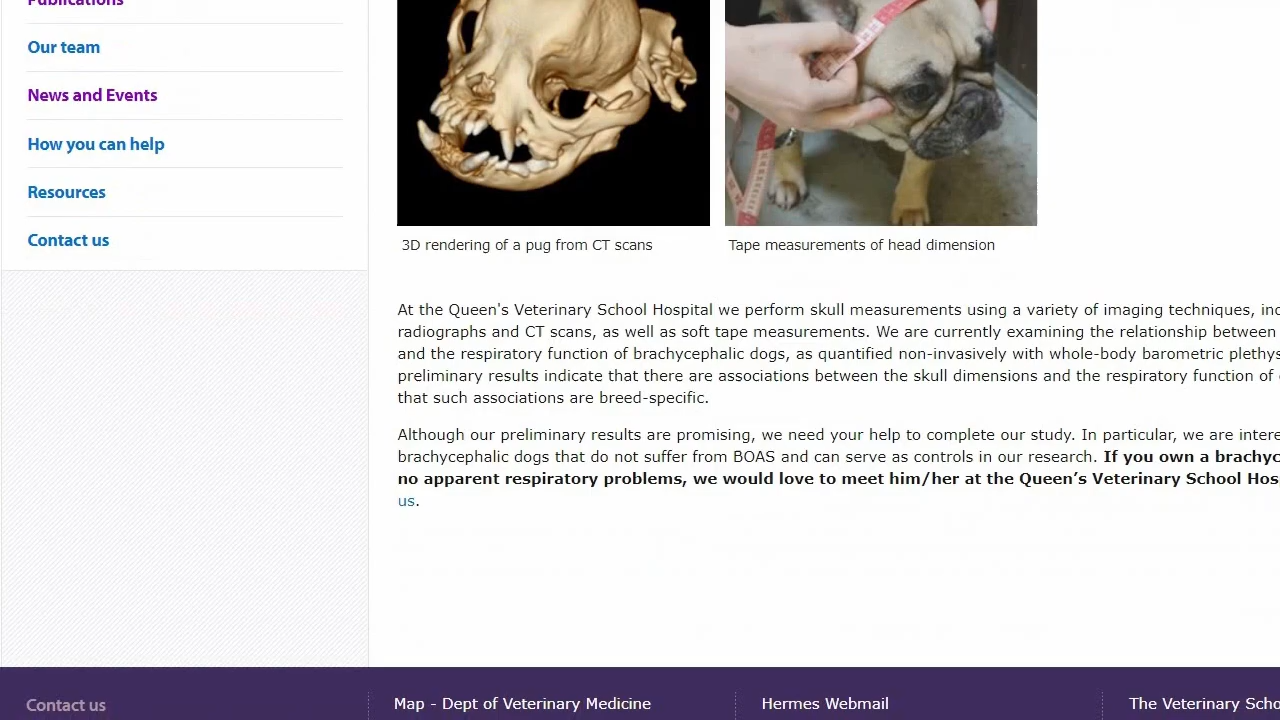 Publications
Our team
News and Events
How you can help
Resources
Contact us
3D rendering of a pug from CT scans
Tape measurements of head dimension
At the Queen's Veterinary School Hospital we perform skull measurements using a variety of imaging techniques,
radiographs and CT scans, as well as soft tape measurements. We are currently examining the relationship between
and the respiratory function of brachycephalic dogs, as quantified non-invasively with whole-body barometric
preliminary results indicate that there are associations between the skull dimensions and the respiratory function of
that such associations are breed-specific.
Although our preliminary results are promising, we need your help to complete our study. In particular, we are
brachycephalic dogs that do not suffer from BOAS and can serve as controls in our research. If you own a
no apparent respiratory problems, we would love to meet him/her at the Queen’s Veterinary School
us.
Contact us
Map - Dept of Veterinary Medicine
Hermes Webmail
The Veterinary